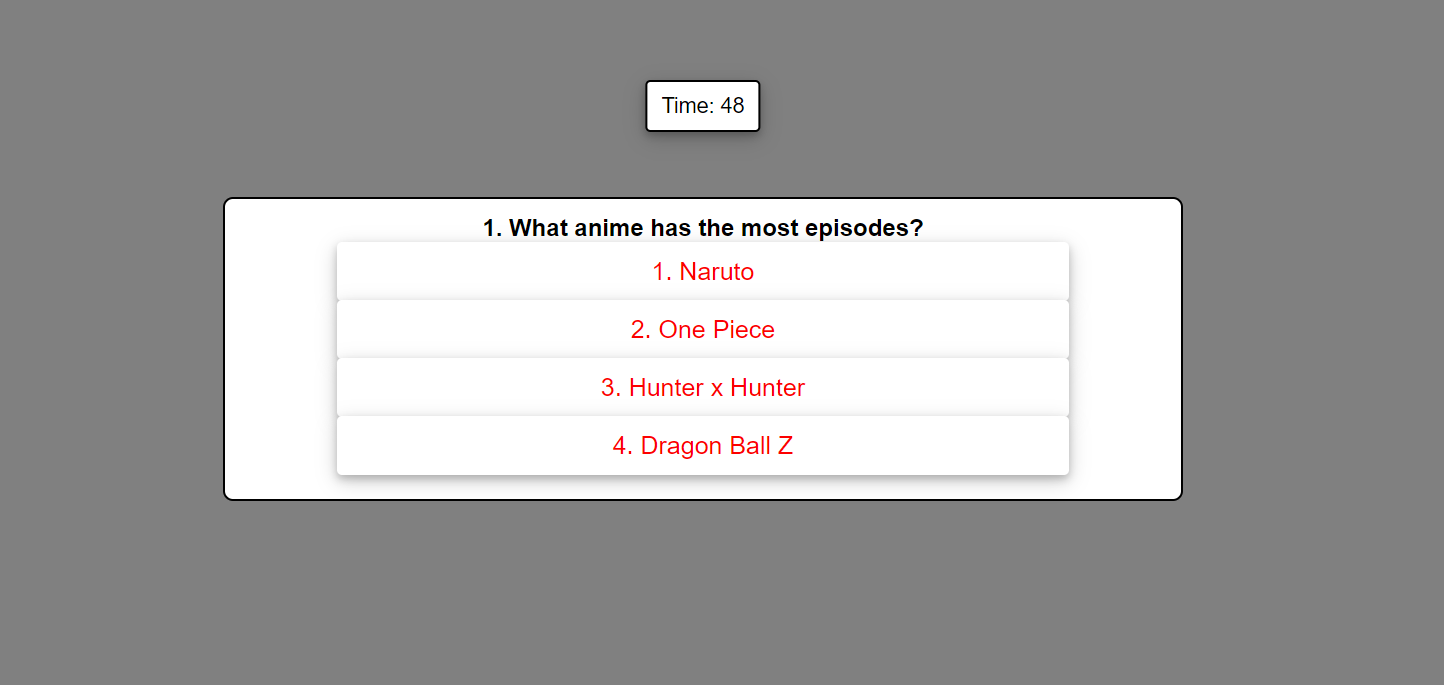 Time: 48
1. What anime has the most episodes?
1. Naruto
2. One Piece
3. Hunter x Hunter
4. Dragon Ball Z